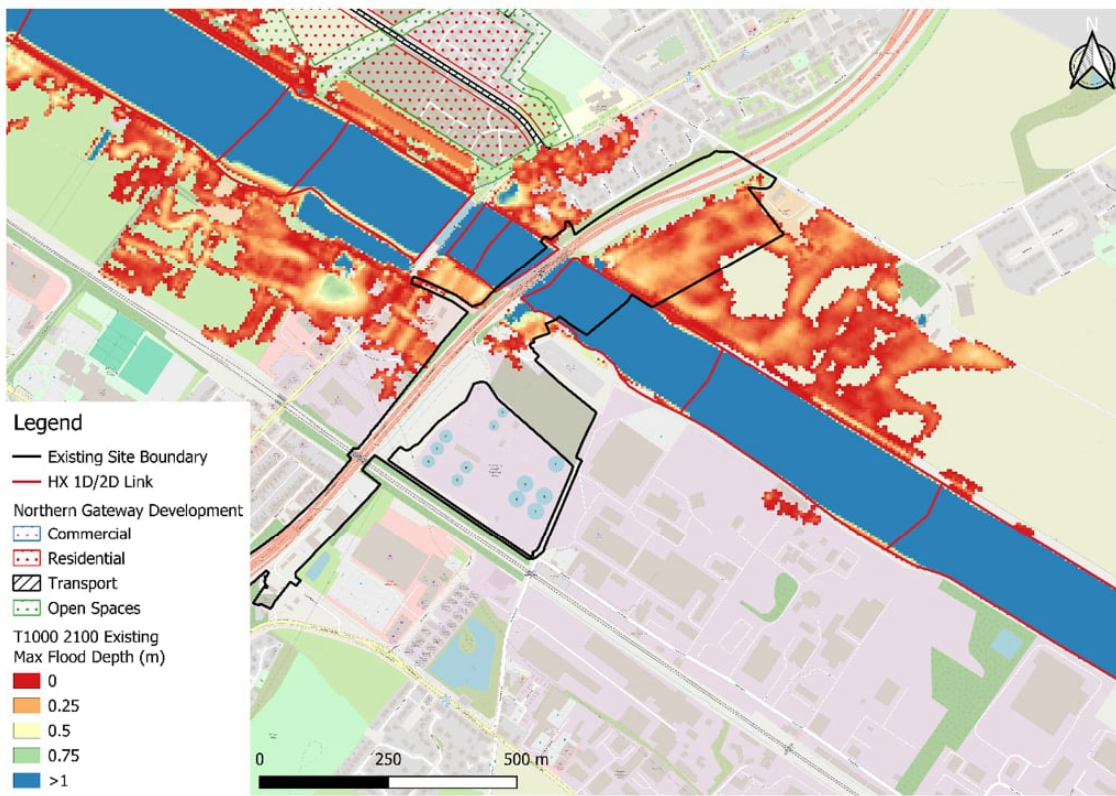 N
Legend
Existing Site Boundary
HX 1D/2D Link
Northern Gateway Development
Commercial
Residential
Transport
Open Spaces
T1000 2100 Existing
Max Flood Depth (m)
0
0.25
0.5
0.75
>1
0 250 500 m